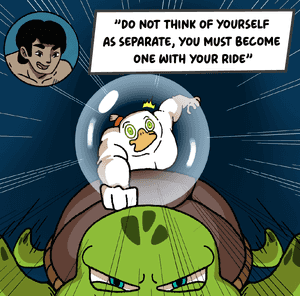 "DO NOT THINK OF YOURSELF
AS SEPARATE, YOU MUST BECOME
ONE WITH YOUR RIDE"